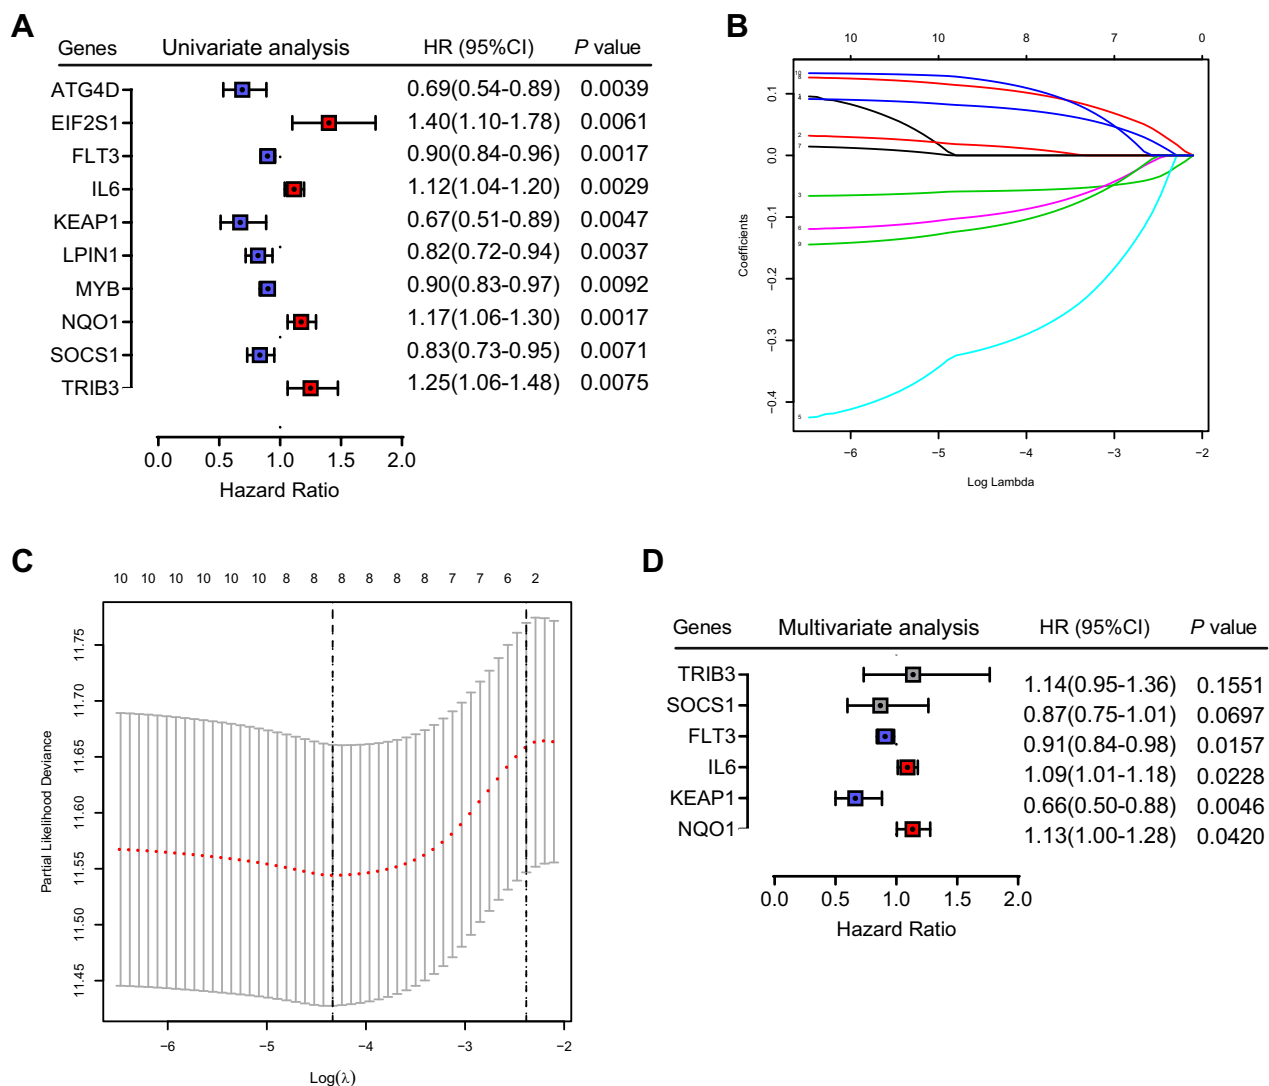 A
Genes Univariate analysis HR (95%CI) P value
ATG4D 0.69(0.54-0.89) 0.0039
EIF2S1 1.40(1.10-1.78) 0.0061
FLT3 0.90(0.84-0.96) 0.0017
IL6 1.12(1.04-1.20) 0.0029
KEAP1 0.67(0.51-0.89) 0.0047
LPIN1 0.82(0.72-0.94) 0.0037
MYB 0.90(0.83-0.97) 0.0092
NQO1 1.17(1.06-1.30) 0.0017
SOCS1 0.83(0.73-0.95) 0.0071
TRIB3 1.25(1.06-1.48) 0.0075
0.0 0.5 1.0 1.5 2.0
Hazard Ratio
B
10 10 8 7 0
0.1
0.0
−0.1
−0.2
−0.3
−0.4
Coefficients
2
7
3
6
9
5
−6 −5 −4 −3 −2
Log Lambda
C
10 10 10 10 10 10 8 8 8 8 8 8 7 7 6 2
11.75
11.70
11.65
11.60
11.55
11.50
11.45
Partial Likelihood Deviance
−6 −5 −4 −3 −2
Log(λ)
D
Genes Multivariate analysis HR (95%CI) P value
TRIB3 1.14(0.95-1.36) 0.1551
SOCS1 0.87(0.75-1.01) 0.0697
FLT3 0.91(0.84-0.98) 0.0157
IL6 1.09(1.01-1.18) 0.0228
KEAP1 0.66(0.50-0.88) 0.0046
NQO1 1.13(1.00-1.28) 0.0420
0.0 0.5 1.0 1.5 2.0
Hazard Ratio